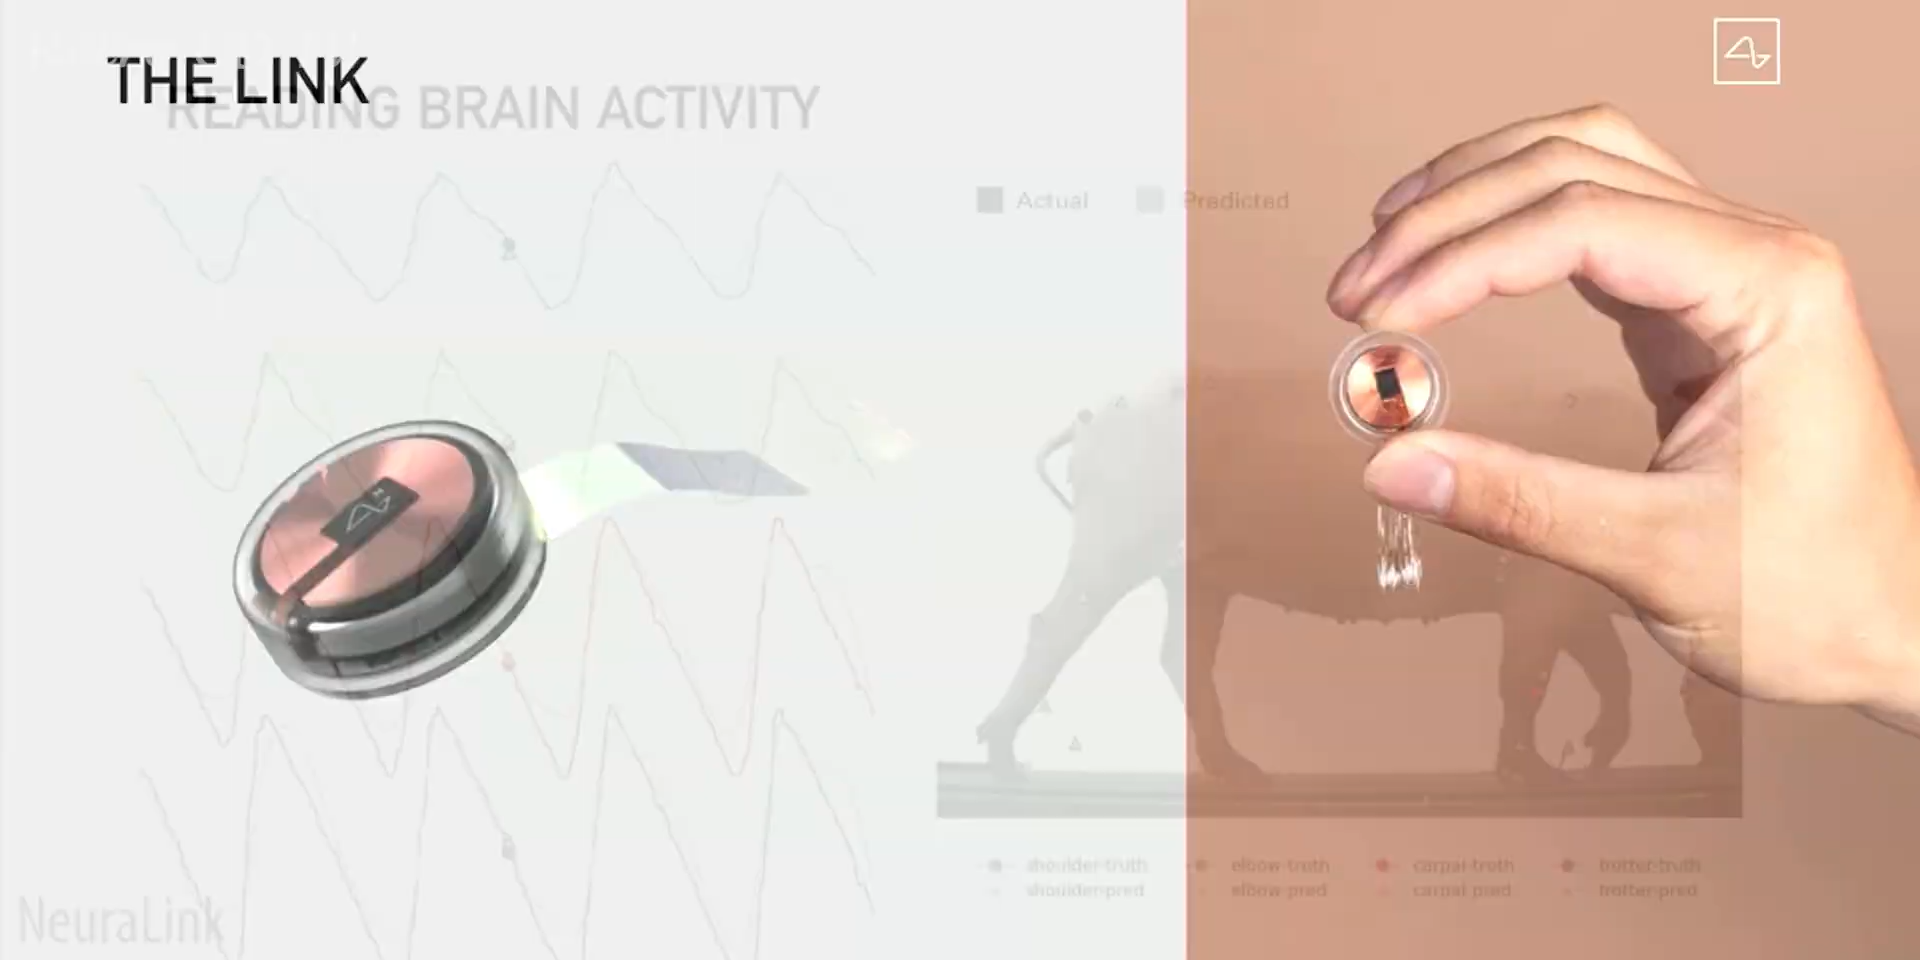 THE LINK
READING BRAIN ACTIVITY
Actual Predicted
shoulder-truth elbow-truth carpal-truth trotter-truth
shoulder-pred elbow-pred carpal-pred trotter-pred
NeuraLink